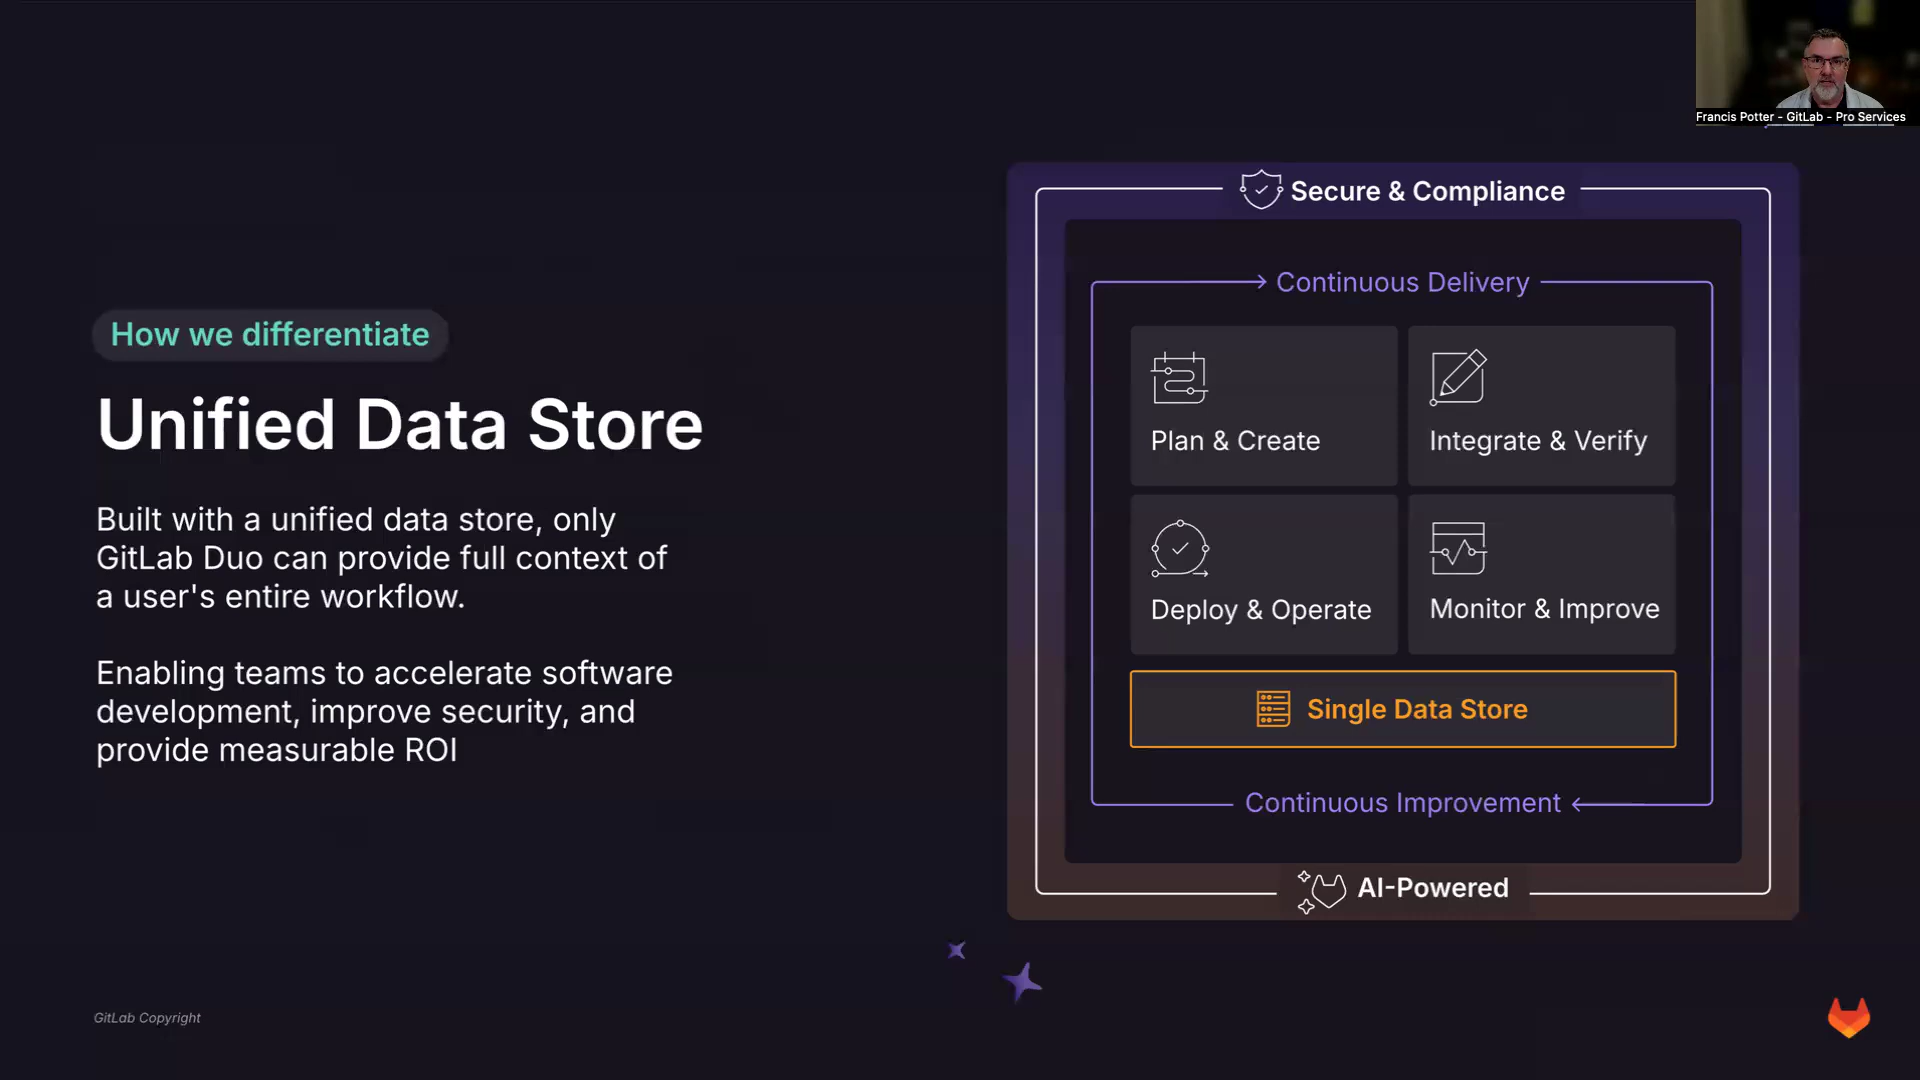 Francis Potter - GitLab - Pro Services
How we differentiate
Unified Data Store
Built with a unified data store, only
GitLab Duo can provide full context of
a user's entire workflow.
Enabling teams to accelerate software
development, improve security, and
provide measurable ROI
Secure & Compliance
Continuous Delivery
Plan & Create
Integrate & Verify
Deploy & Operate
Monitor & Improve
Single Data Store
Continuous Improvement
AI-Powered
GitLab Copyright